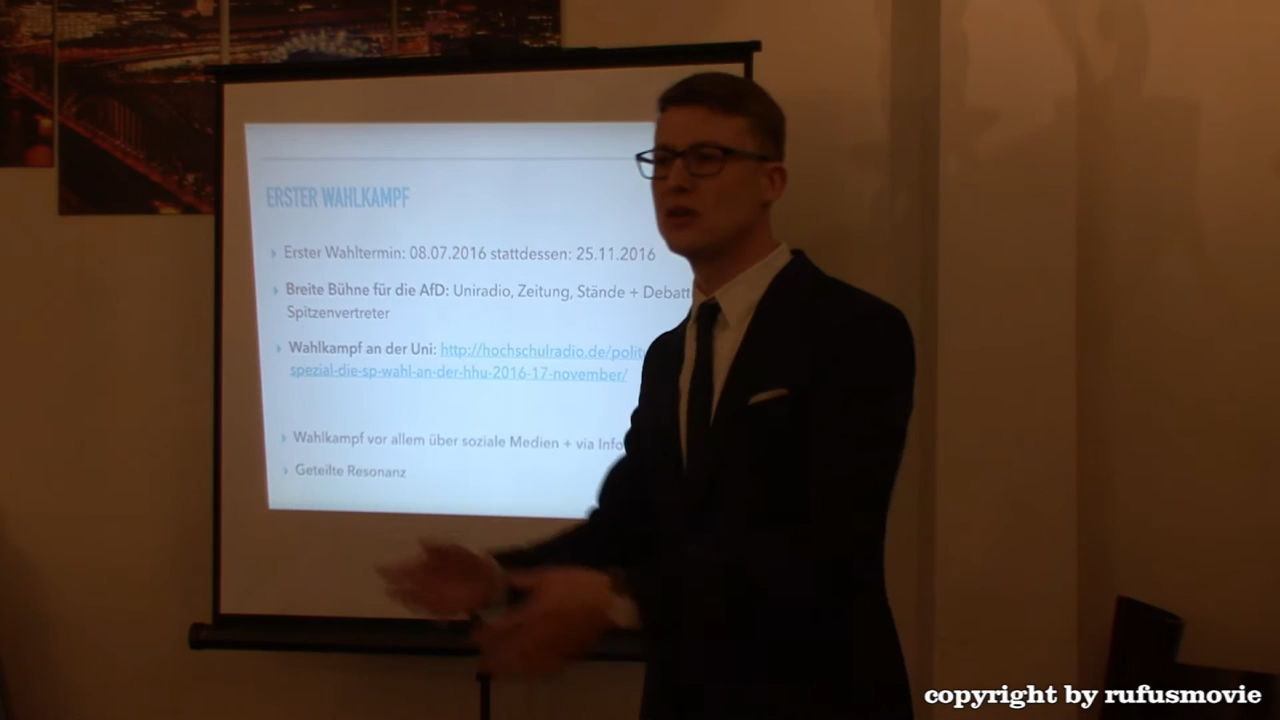 ERSTER WAHLKAMPF
Erster Wahltermin: 08.07.2016 stattdessen: 25.11.2016
Breite Bühne für die AfD: Uniradio, Zeitung, Stände + Debatt
Spitzenvertreter
Wahlkampf an der Uni: http://hochschulradio.de/polit
spezial-die-sp-wahl-an-der-hhu-2016-17-november/
Wahlkampf vor allem über soziale Medien + via Info
Geteilte Resonanz
copyright by rufusmovie